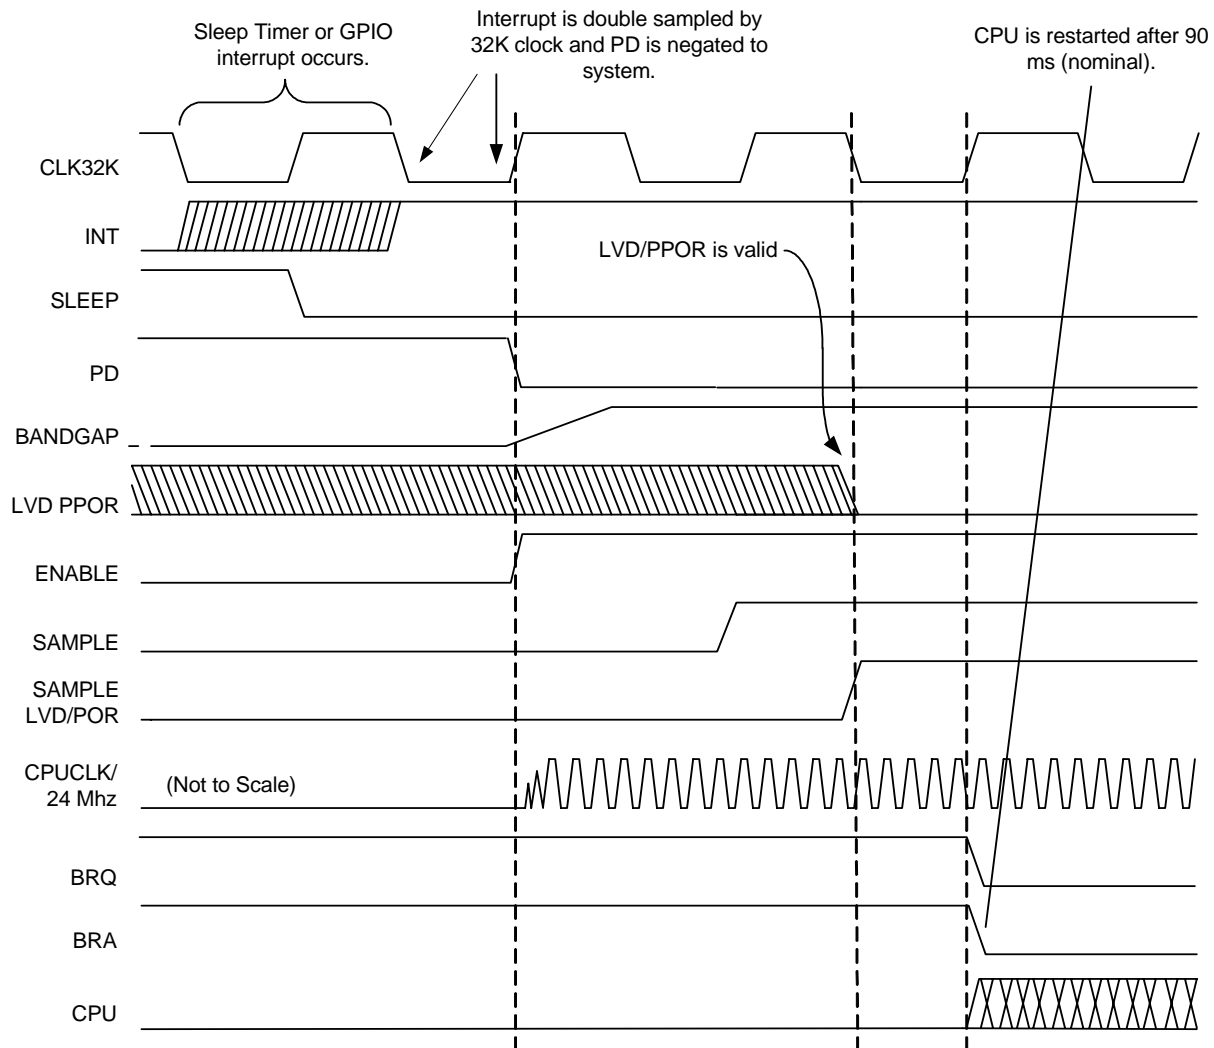 Sleep Timer or GPIO
interrupt occurs.
Interrupt is double sampled by
32K clock and PD is negated to
system.
CPU is restarted after 90
ms (nominal).
CLK32K
INT
LVD/PPOR is valid
SLEEP
PD
BANDGAP
LVD PPOR
ENABLE
SAMPLE
SAMPLE
LVD/POR
CPUCLK/
24 Mhz
(Not to Scale)
BRQ
BRA
CPU